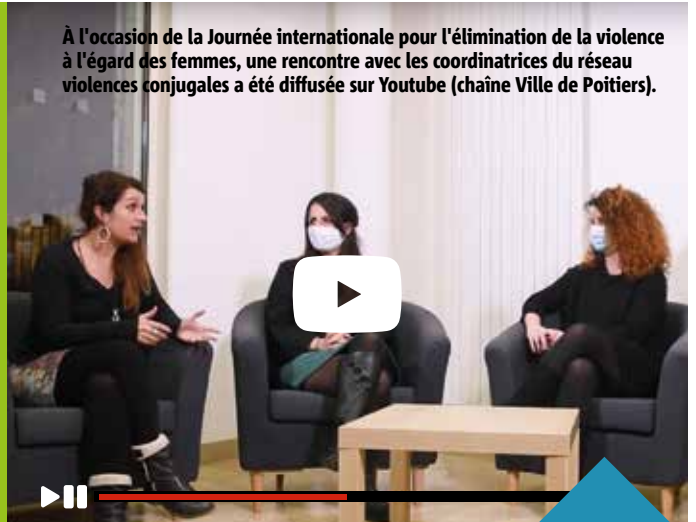 À l'occasion de la Journée internationale pour l'élimination de la violence
à l'égard des femmes, une rencontre avec les coordinatrices du réseau
violences conjugales a été diffusée sur Youtube (chaîne Ville de Poitiers).